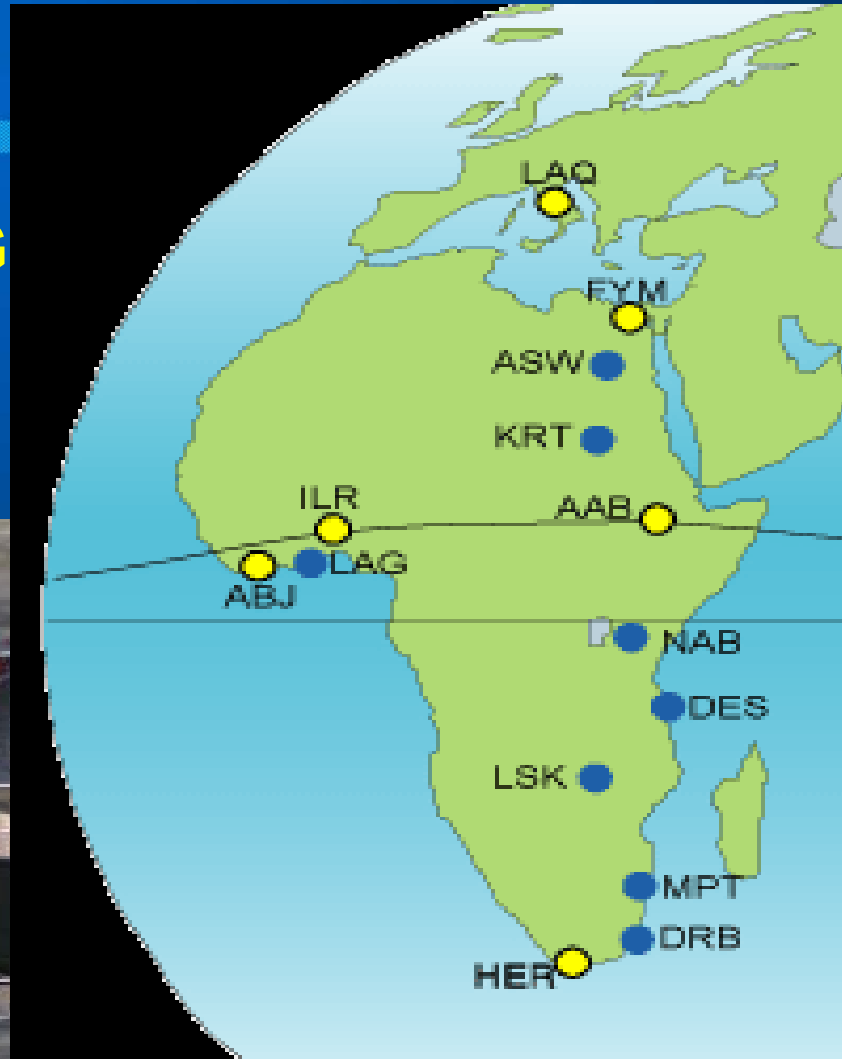 LAQ
G
FYM
ASW
KRT
ILR
AAB
LAG
ABJ
NAB
DES
LSK
MPT
DRB
HER